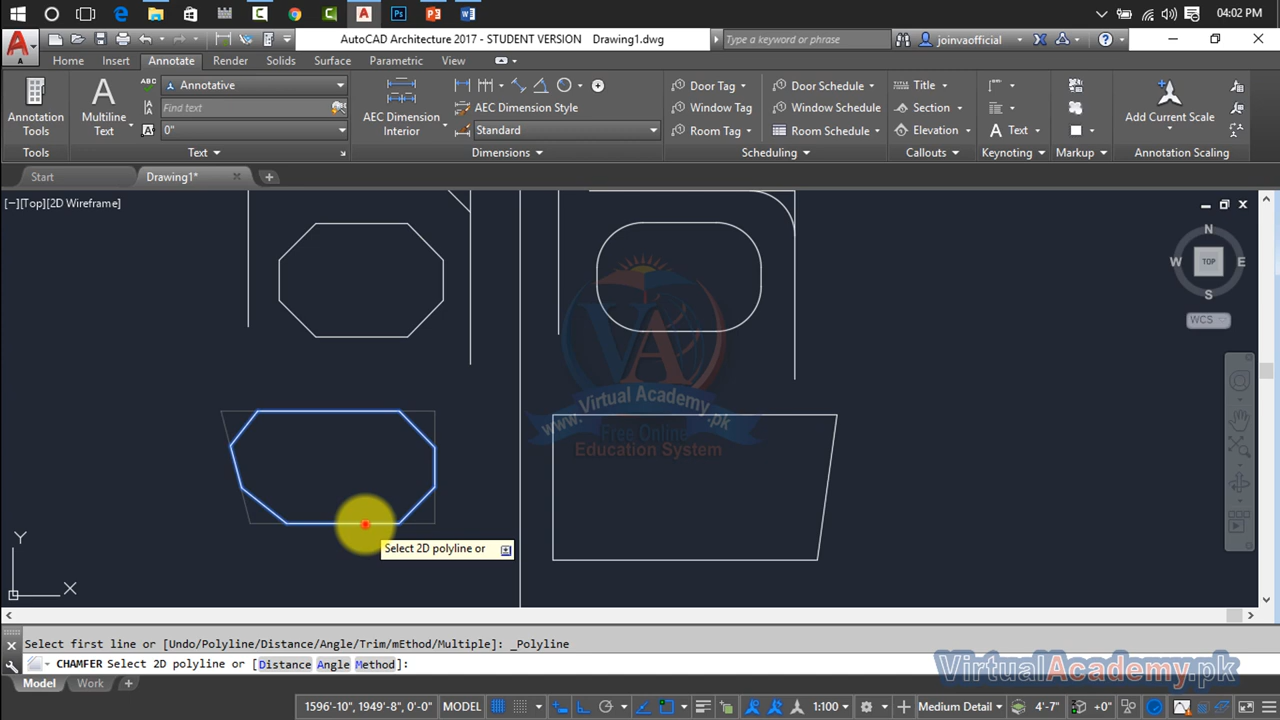 04:02 PM
AutoCAD Architecture 2017 - STUDENT VERSION Drawing1.dwg
Type a keyword or phrase
joinvaofficial
Home Insert Annotate Render Solids Surface Parametric View
Annotation Tools
Multiline Text
Annotative
Find text
0"
AEC Dimension Interior
AEC Dimension Style
Standard
Door Tag
Window Tag
Room Tag
Door Schedule
Window Schedule
Room Schedule
Title
Section
Elevation
Text
Add Current Scale
Tools Text Dimensions Scheduling Callouts Keynoting Markup Annotation Scaling
Start Drawing1*
[−][Top][2D Wireframe]
N
W TOP E
S
WCS
VA
www.Virtual Academy.pk
Free Online
Education System
Select 2D polyline or
Y
X
Select first line or [Undo/Polyline/Distance/Angle/Trim/mEthod/Multiple]: _Polyline
CHAMFER Select 2D polyline or [Distance Angle Method]:
VirtualAcademy.pk
Model Work
1596'-10", 1949'-8", 0'-0" MODEL 1:100 Medium Detail 4'-7" +0"